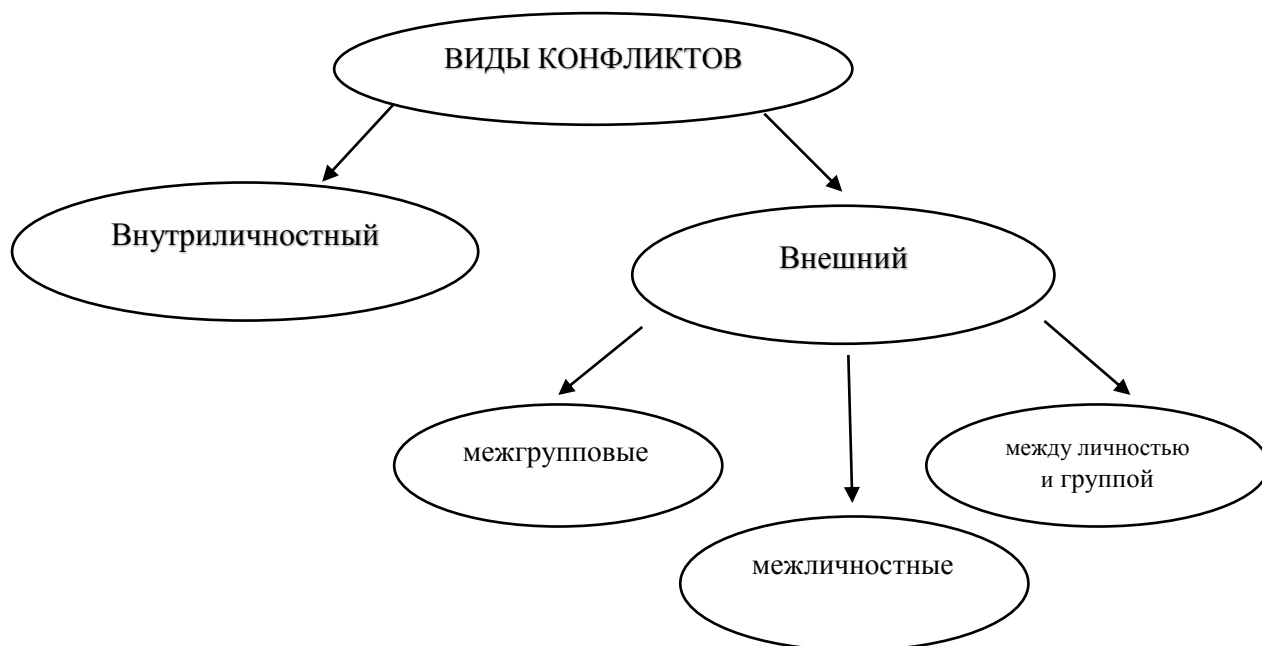 ВИДЫ КОНФЛИКТОВ
Внутриличностный
Внешний
межгрупповые
между личностью
и группой
межличностные